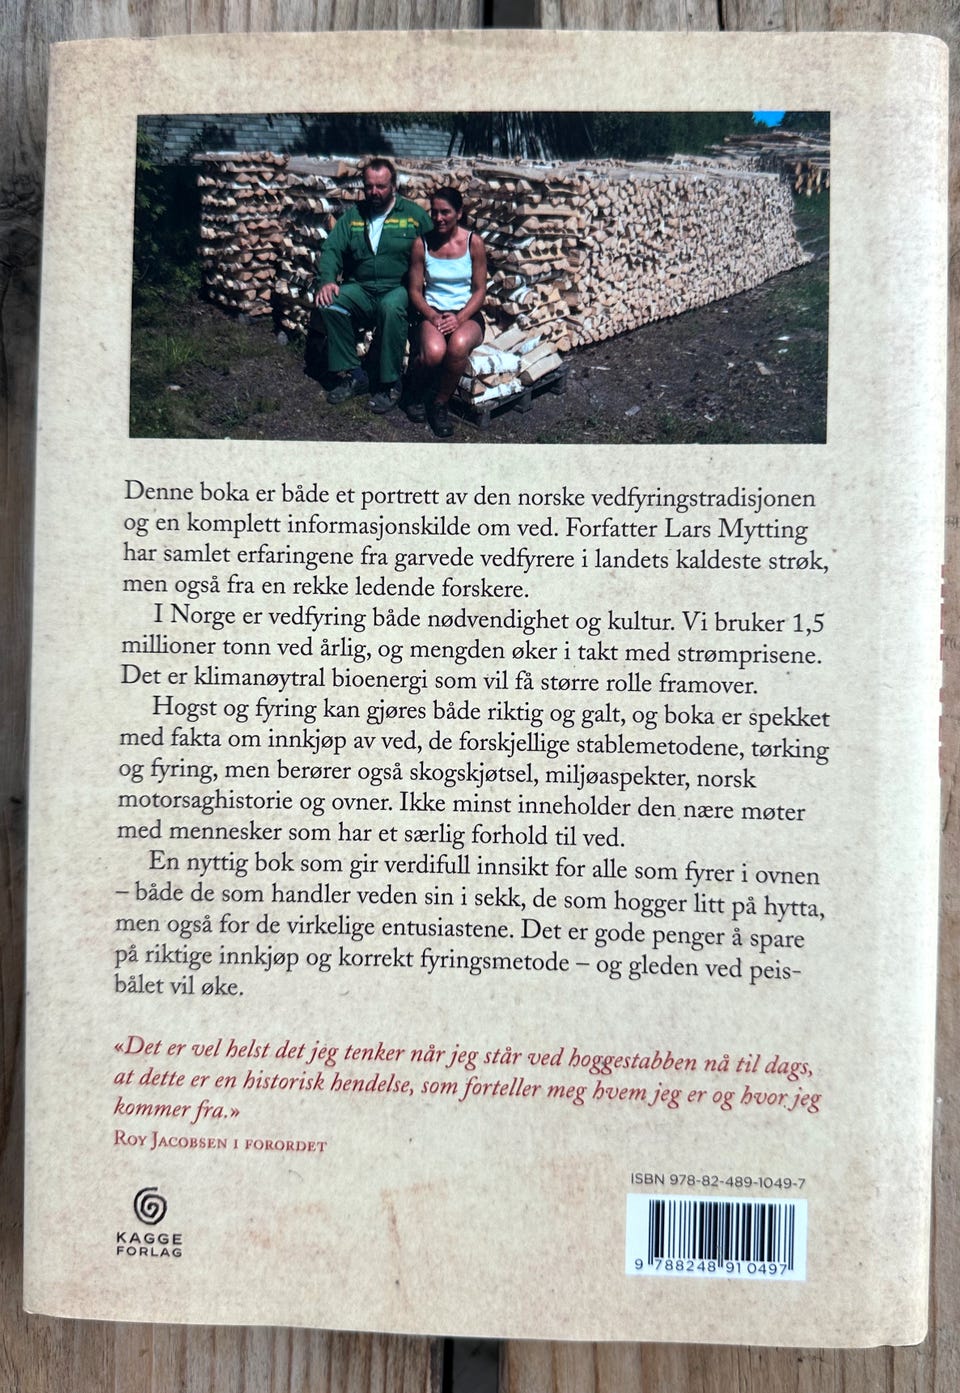 Denne boka er både et portrett av den norske vedfyringstradisjonen
og en komplett informasjonskilde om ved. Forfatter Lars Mytting
har samlet erfaringene fra garvede vedfyrere i landets kaldeste strøk,
men også fra en rekke ledende forskere.
I Norge er vedfyring både nødvendighet og kultur. Vi bruker 1,5
millioner tonn ved årlig, og mengden øker i takt med strømprisene.
Det er klimanøytral bioenergi som vil få større rolle framover.
Hogst og fyring kan gjøres både riktig og galt, og boka er spekket
med fakta om innkjøp av ved, de forskjellige stablemetodene, tørking
og fyring, men berører også skogskjøtsel, miljøaspekter, norsk
motorsaghistorie og ovner. Ikke minst inneholder den nære møter
med mennesker som har et særlig forhold til ved.
En nyttig bok som gir verdifull innsikt for alle som fyrer i ovnen
– både de som handler veden sin i sekk, de som hogger litt på hytta,
men også for de virkelige entusiastene. Det er gode penger å spare
på riktige innkjøp og korrekt fyringsmetode – og gleden ved peis-
bålet vil øke.
«Det er vel helst det jeg tenker når jeg står ved hoggestabben nå til dags,
at dette er en historisk hendelse, som forteller meg hvem jeg er og hvor jeg
kommer fra.»
ROY JACOBSEN I FORORDET
KAGGE
FORLAG
ISBN 978-82-489-1049-7
9 788248 910497